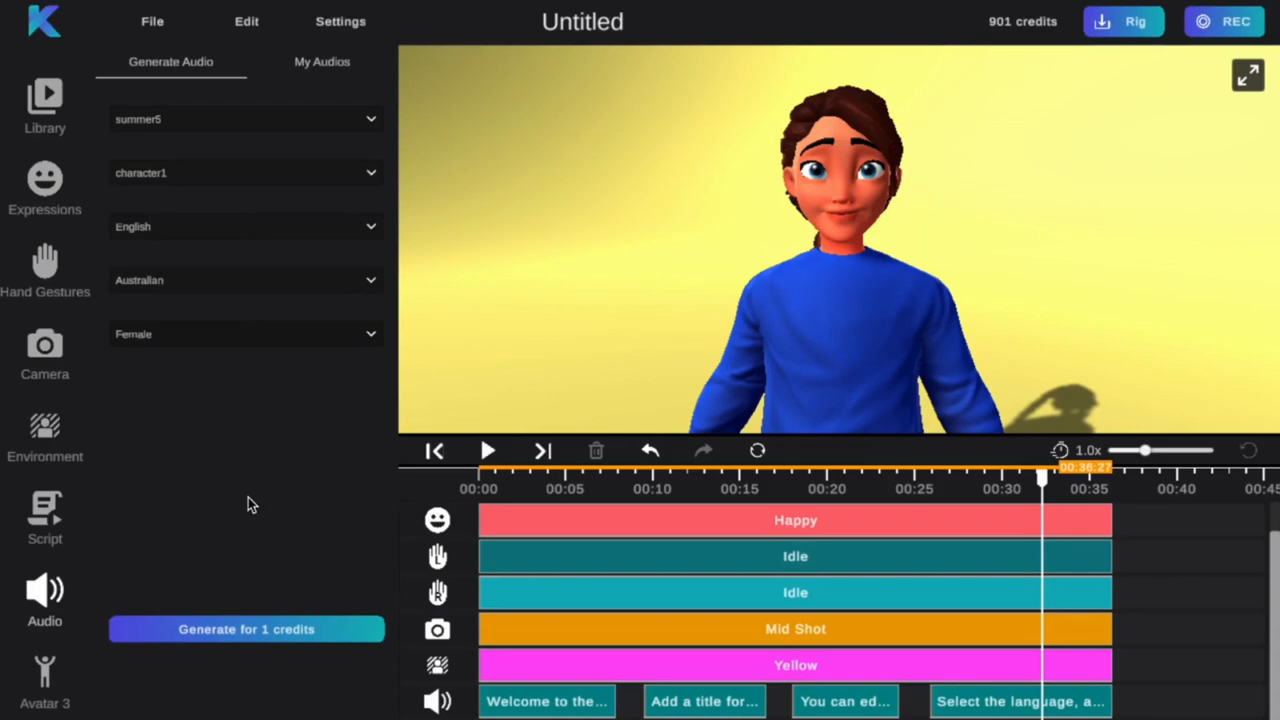 File Edit Settings Untitled 901 credits Rig REC
Generate Audio My Audios
Library
Expressions
Hand Gestures
Camera
Environment
Script
Audio
Avatar 3
summer5
character1
English
Australian
Female
Generate for 1 credits
1.0x
00:36:27
00:00 00:05 00:10 00:15 00:20 00:25 00:30 00:35 00:40 00:45
Happy
L Idle
R Idle
Mid Shot
Yellow
Welcome to the... Add a title for... You can ed... Select the language, a...